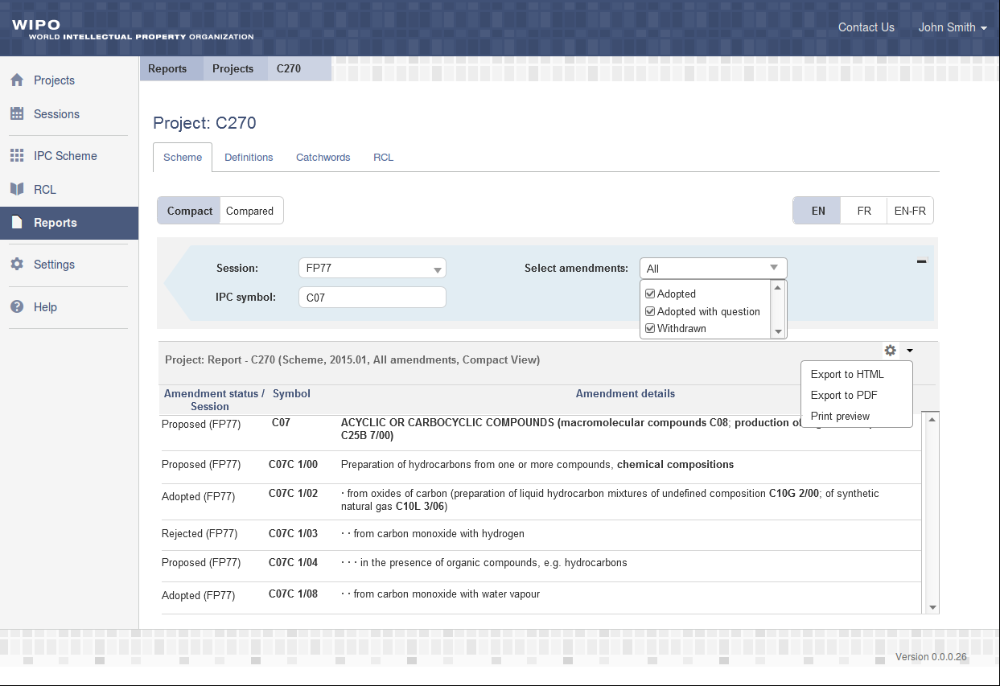 WIPO
WORLD INTELLECTUAL PROPERTY ORGANIZATION
Contact Us
John Smith
Projects
Sessions
IPC Scheme
RCL
Reports
Settings
Help
Reports
Projects
C270
Project: C270
Scheme
Definitions
Catchwords
RCL
Compact
Compared
EN
FR
EN-FR
Session:
FP77
Select amendments:
All
IPC symbol:
C07
Adopted
Adopted with question
Withdrawn
Project: Report - C270 (Scheme, 2015.01, All amendments, Compact View)
Export to HTML
Export to PDF
Print preview
Amendment status /
Session
Symbol
Amendment details
Proposed (FP77)
C07
ACYCLIC OR CARBOCYCLIC COMPOUNDS (macromolecular compounds C08; production of
C25B 7/00)
Proposed (FP77)
C07C 1/00
Preparation of hydrocarbons from one or more compounds, chemical compositions
Adopted (FP77)
C07C 1/02
· from oxides of carbon (preparation of liquid hydrocarbon mixtures of undefined composition C10G 2/00; of synthetic
natural gas C10L 3/06)
Rejected (FP77)
C07C 1/03
· · from carbon monoxide with hydrogen
Proposed (FP77)
C07C 1/04
· · · in the presence of organic compounds, e.g. hydrocarbons
Adopted (FP77)
C07C 1/08
· · from carbon monoxide with water vapour
Version 0.0.0.26